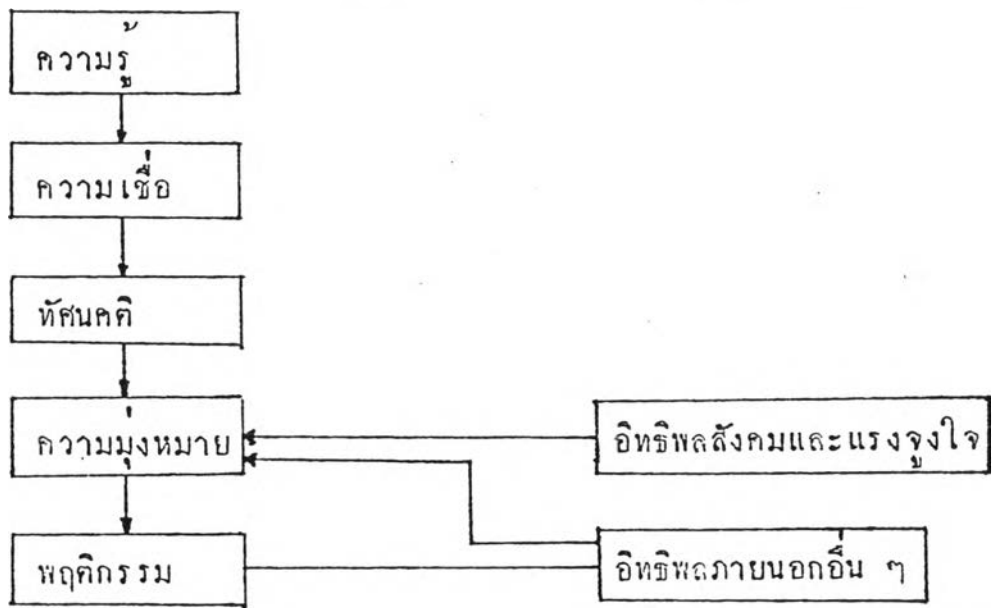 ความรู้
ความเชื่อ
ทัศนคติ
ความมุ่งหมาย
อิทธิพลสังคมและแรงจูงใจ
พฤติกรรม
อิทธิพลภายนอกอื่น ๆ